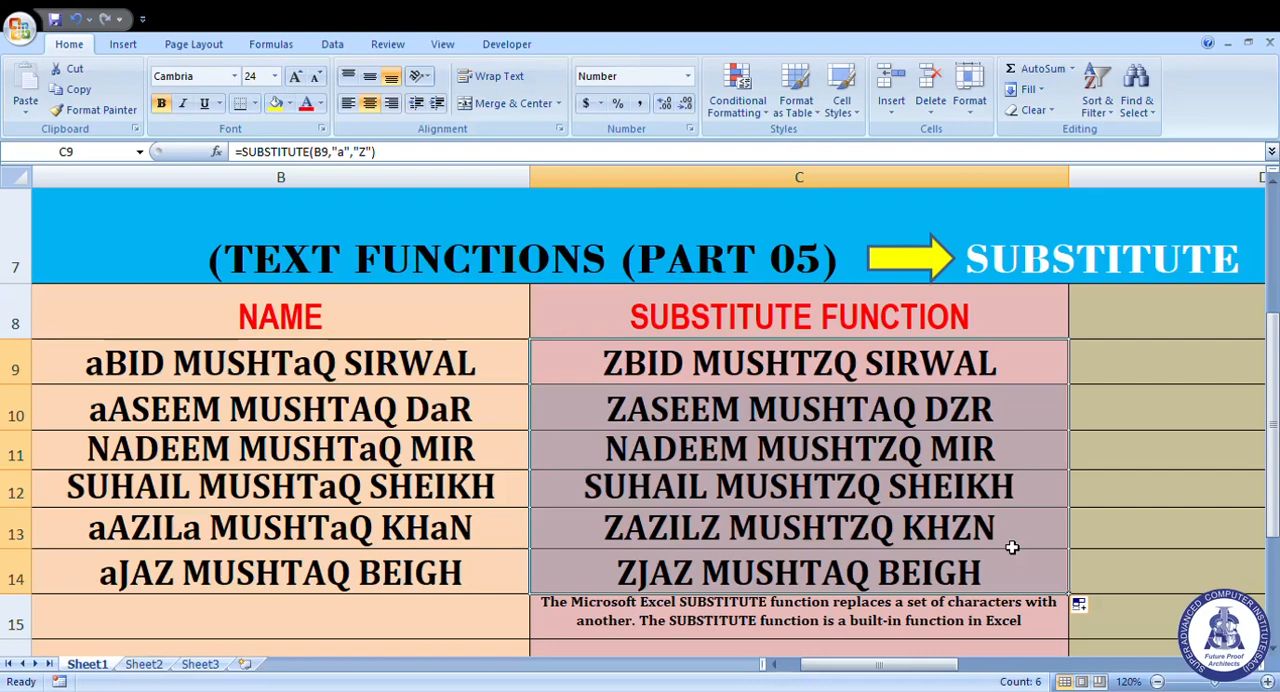 Home Insert Page Layout Formulas Data Review View Developer
Cut
Copy
Format Painter
Paste
Clipboard
Cambria 24
B I U
Font
Wrap Text
Merge & Center
Alignment
Number
$ % ,
Number
Conditional Formatting
Format as Table
Cell Styles
Styles
Insert Delete Format
Cells
Σ AutoSum
Fill
Clear
Sort & Filter
Find & Select
Editing
C9 fx =SUBSTITUTE(B9,"a","Z")
B C D
7 (TEXT FUNCTIONS (PART 05) SUBSTITUTE
8 NAME SUBSTITUTE FUNCTION
9 aBID MUSHTaQ SIRWAL ZBID MUSHTZQ SIRWAL
10 aASEEM MUSHTAQ DaR ZASEEM MUSHTAQ DZR
11 NADEEM MUSHTaQ MIR NADEEM MUSHTZQ MIR
12 SUHAIL MUSHTaQ SHEIKH SUHAIL MUSHTZQ SHEIKH
13 aAZILa MUSHTaQ KHaN ZAZILZ MUSHTZQ KHZN
14 aJAZ MUSHTAQ BEIGH ZJAZ MUSHTAQ BEIGH
The Microsoft Excel SUBSTITUTE function replaces a set of characters with
15 another. The SUBSTITUTE function is a built-in function in Excel
SUPER ADVANCED COMPUTER INSTITUTE
Future Proof
Architects
Sheet1 Sheet2 Sheet3
Ready Count: 6 120%